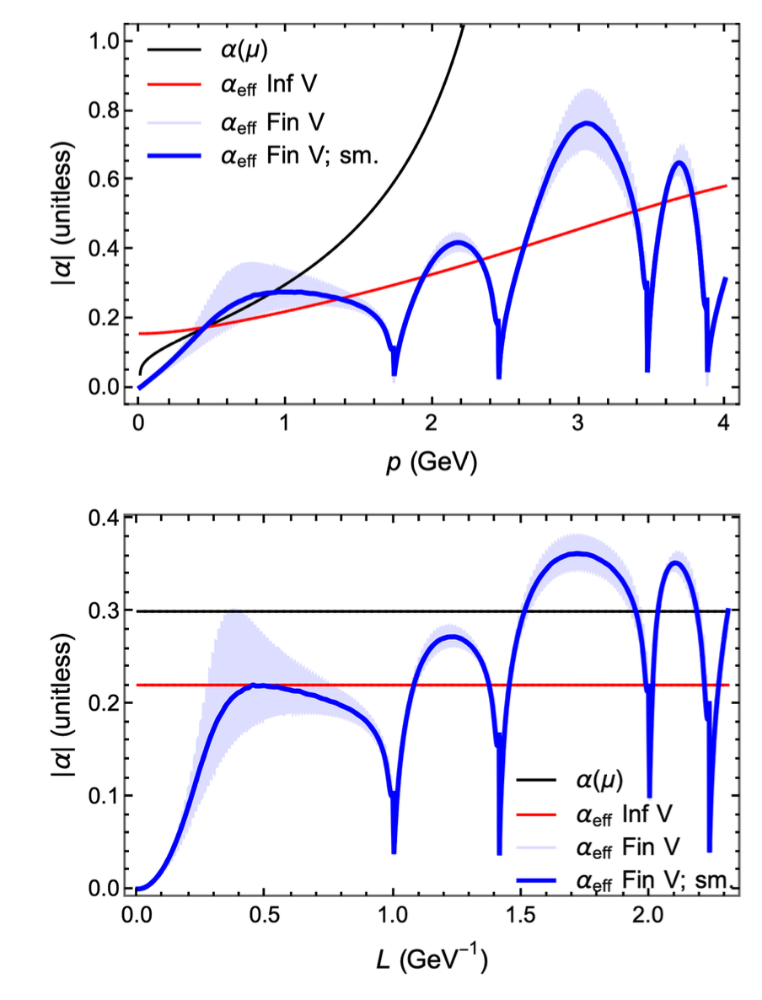 1.0
0.8
0.6
0.4
0.2
0.0
|α| (unitless)
α(μ)
αeff Inf V
αeff Fin V
αeff Fin V; sm.
0 1 2 3 4
p (GeV)
0.4
0.3
0.2
0.1
0.0
|α| (unitless)
α(μ)
αeff Inf V
αeff Fin V
αeff Fin V; sm.
0.0 0.5 1.0 1.5 2.0
L (GeV⁻¹)